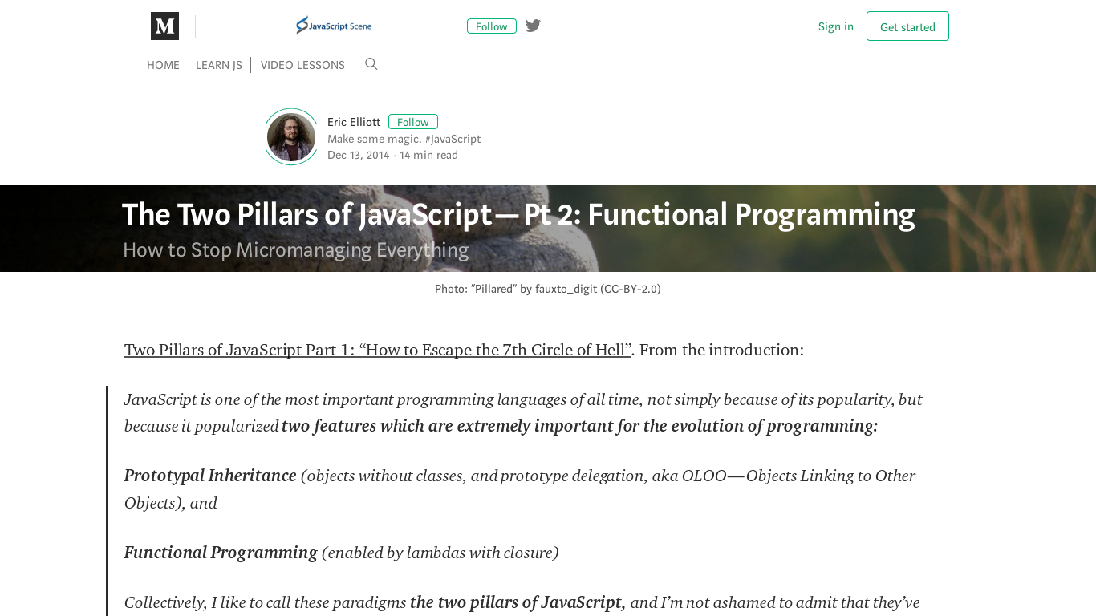 M
JavaScript Scene
Follow
Sign in
Get started
HOME
LEARN JS
VIDEO LESSONS
Eric Elliott
Follow
Make some magic. #JavaScript
Dec 13, 2014 · 14 min read
The Two Pillars of JavaScript — Pt 2: Functional Programming
How to Stop Micromanaging Everything
Photo: “Pillared” by fauxto_digit (CC-BY-2.0)
Two Pillars of JavaScript Part 1: “How to Escape the 7th Circle of Hell”. From the introduction:
JavaScript is one of the most important programming languages of all time, not simply because of its popularity, but
because it popularized two features which are extremely important for the evolution of programming:
Prototypal Inheritance (objects without classes, and prototype delegation, aka OLOO — Objects Linking to Other
Objects), and
Functional Programming (enabled by lambdas with closure)
Collectively, I like to call these paradigms the two pillars of JavaScript, and I’m not ashamed to admit that they’ve